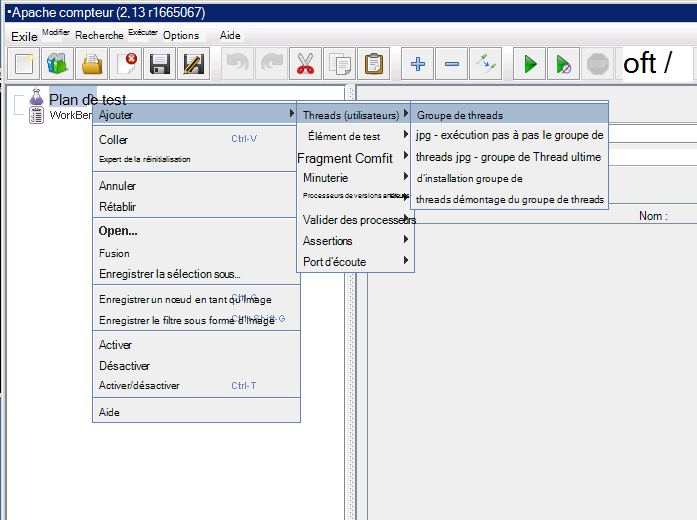 •Apache compteur (2,13 r1665067)
Exile Modifier Recherche Exécuter Options Aide
STOP oft /
Plan de test
WorkBen
Ajouter
Coller Ctrl-V
Expert de la réinitialisation
Annuler
Rétablir
Open...
Fusion
Enregistrer la sélection sous...
Enregistrer un nœud en tant qu'Image
Enregistrer le filtre sous forme d'Image
Activer
Désactiver
Activer/désactiver Ctrl-T
Aide
Threads (utilisateurs)
Élément de test
Fragment Comfit
Minuterie
Processeurs de versions
Valider des processeurs
Assertions
Port d'écoute
Groupe de threads
jpg - exécution pas à pas le groupe de
threads jpg - groupe de Thread ultime
d'installation groupe de
threads démontage du groupe de threads
Nom :